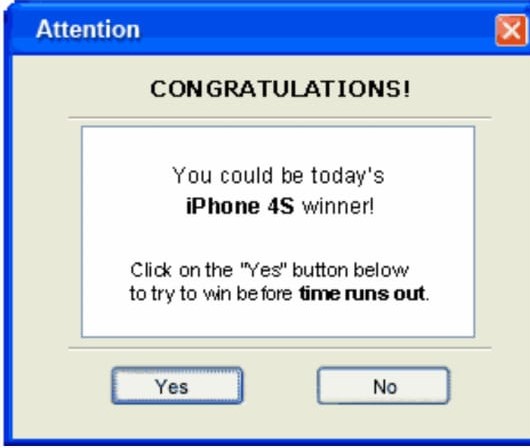 Attention
CONGRATULATIONS!
You could be today's
iPhone 4S winner!
Click on the "Yes" button below
to try to win before time runs out.
Yes
No